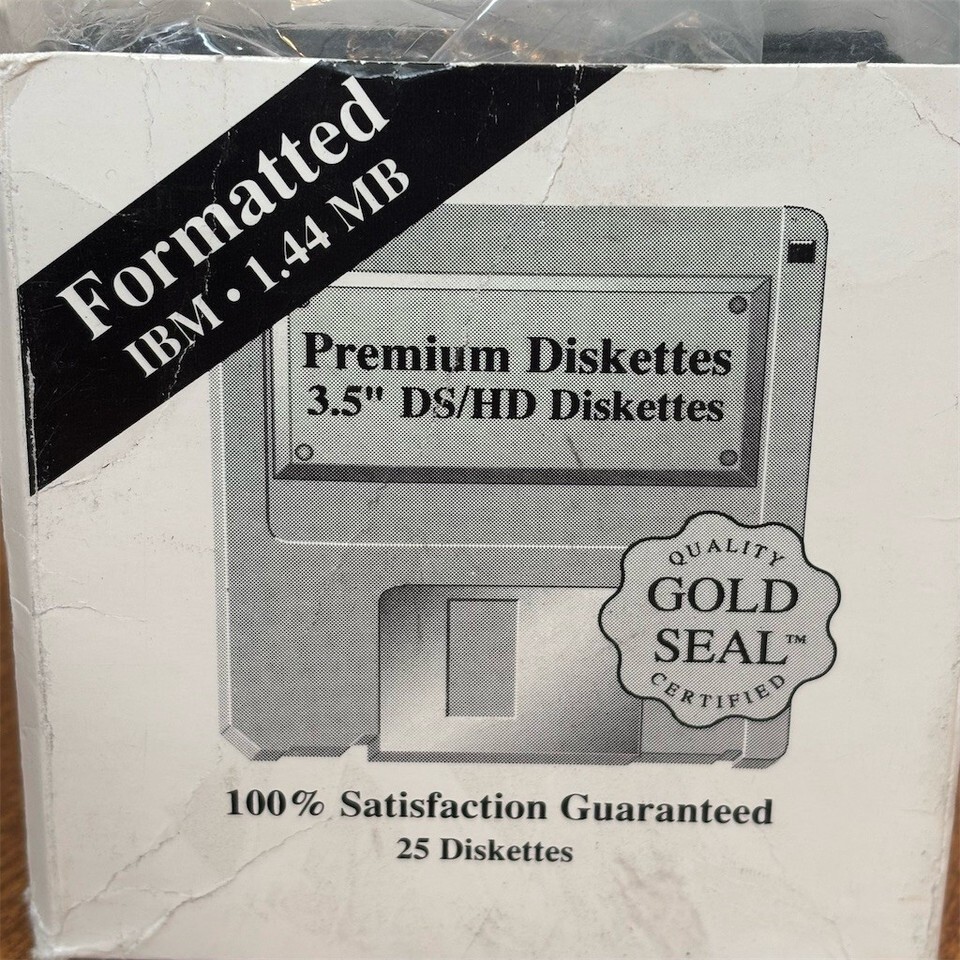 Formatted
IBM • 1.44 MB
Premium Diskettes
3.5" DS/HD Diskettes
QUALITY
GOLD
SEAL™
CERTIFIED
100% Satisfaction Guaranteed
25 Diskettes